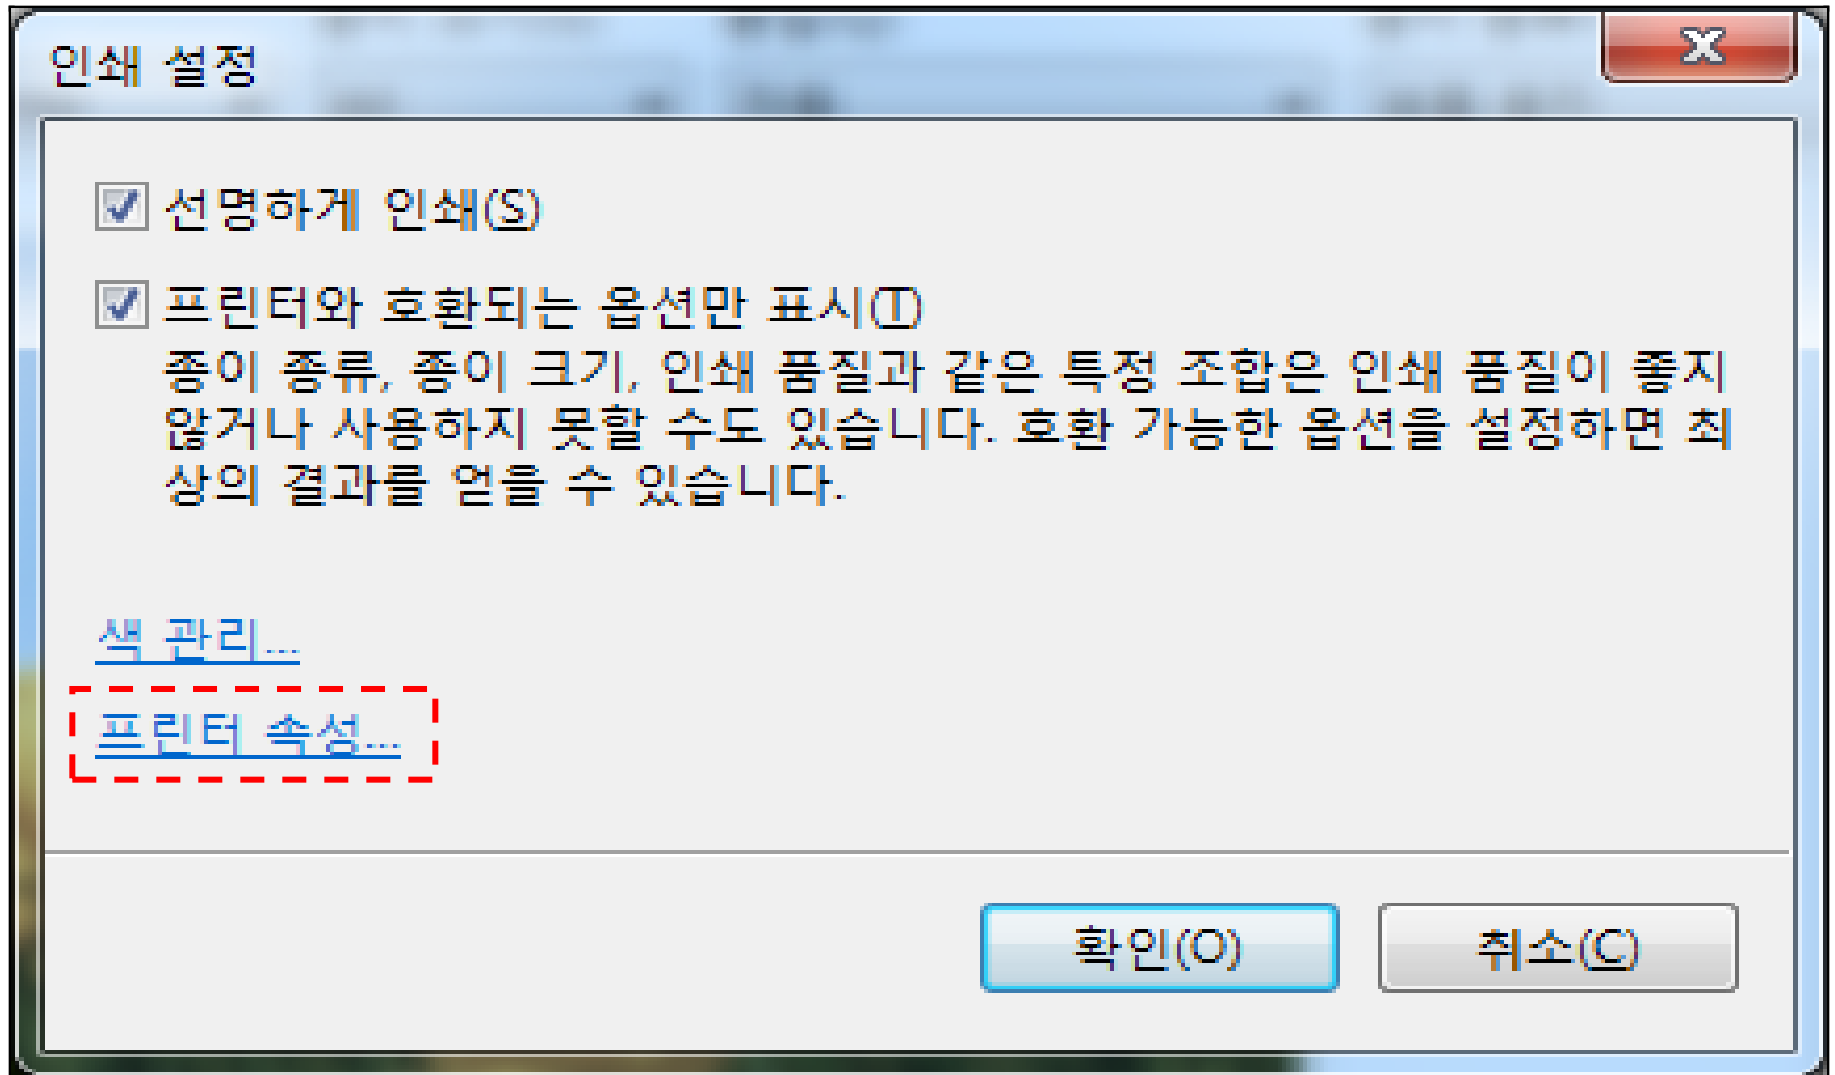 인쇄 설정
선명하게 인쇄(S)
프린터와 호환되는 옵션만 표시(T)
종이 종류, 종이 크기, 인쇄 품질과 같은 특정 조합은 인쇄 품질이 좋지
않거나 사용하지 못할 수도 있습니다. 호환 가능한 옵션을 설정하면 최
상의 결과를 얻을 수 있습니다.
색 관리...
프린터 속성...
확인(O) 취소(C)